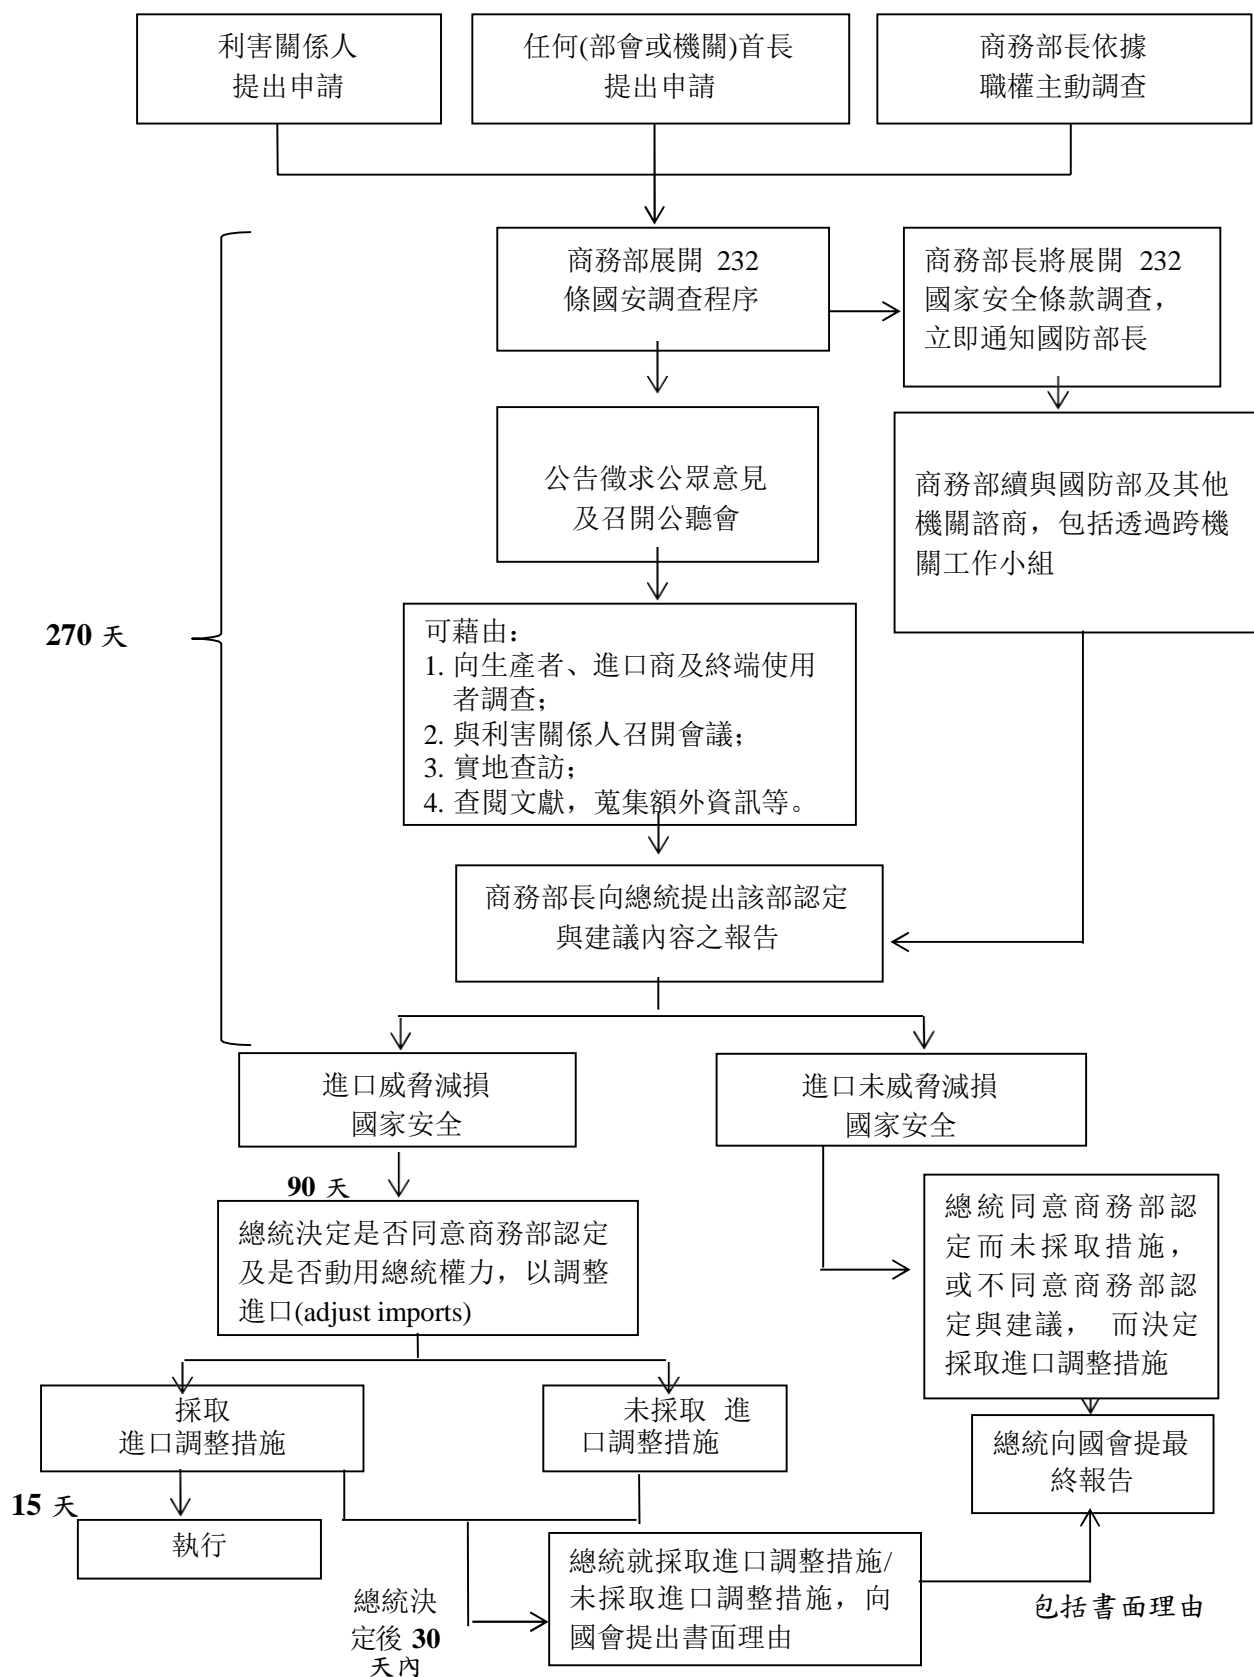 利害關係人
提出申請
任何(部會或機關)首長
提出申請
商務部長依據
職權主動調查
商務部展開 232
條國安調查程序
商務部長將展開 232
國家安全條款調查，
立即通知國防部長
公告徵求公眾意見
及召開公聽會
商務部續與國防部及其他
機關諮商，包括透過跨機
關工作小組
270 天
可藉由：
1. 向生產者、進口商及終端使用
者調查；
2. 與利害關係人召開會議；
3. 實地查訪；
4. 查閱文獻，蒐集額外資訊等。
商務部長向總統提出該部認定
與建議內容之報告
進口威脅減損
國家安全
進口未威脅減損
國家安全
90 天
總統決定是否同意商務部認定
及是否動用總統權力，以調整
進口(adjust imports)
總統同意商務部認
定而未採取措施，
或不同意商務部認
定與建議， 而決定
採取進口調整措施
採取
進口調整措施
未採取 進
口調整措施
總統向國會提最
終報告
15 天
執行
總統決
定後 30
天內
總統就採取進口調整措施/
未採取進口調整措施，向
國會提出書面理由
包括書面理由